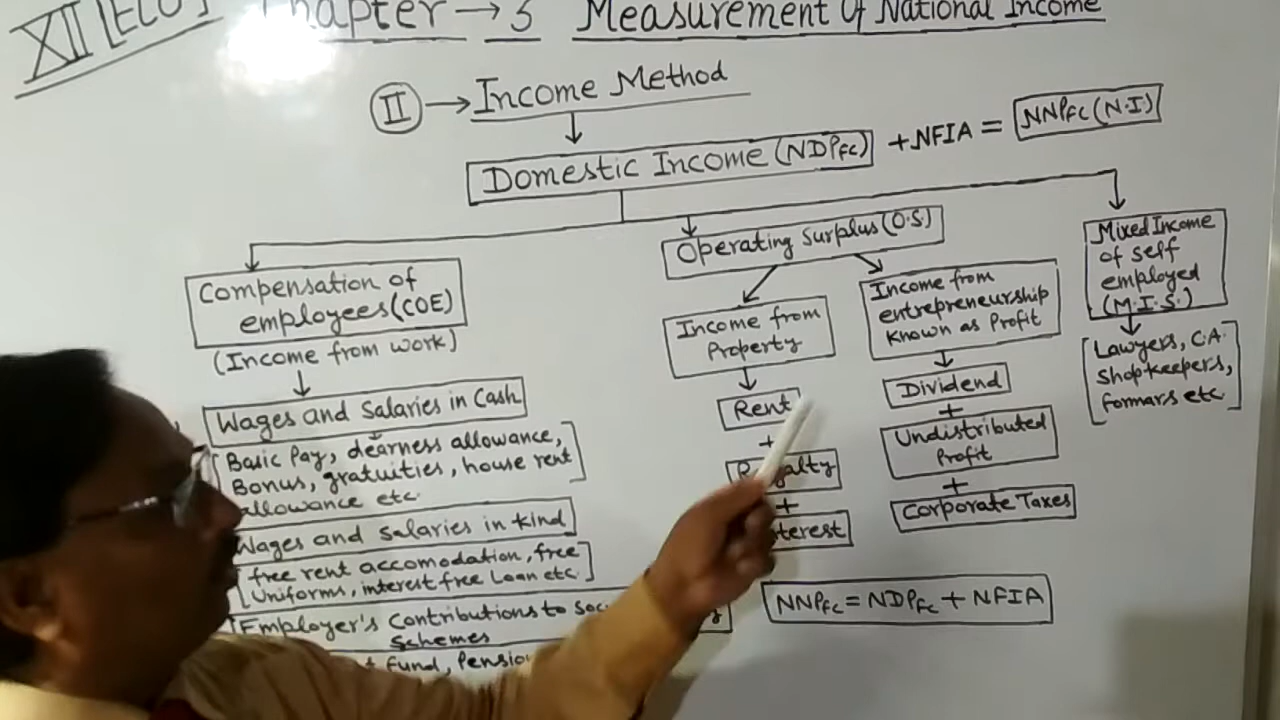 XII [ECO]
Chapter → 3 Measurement Of National Income
II → Income Method
Domestic Income (NDPFC) + NFIA = NNPFC (N.I.)
Compensation of
employees (COE)
(Income from work)
Wages and Salaries in Cash
Basic Pay, dearness allowance,
Bonus, gratuities, house rent
allowance etc.
Wages and salaries in kind
free rent accomodation, free
Uniforms, interest free Loan etc.
Employer's Contributions to
Schemes
fund,
Operating Surplus (O.S.)
Income from
Property
Rent
+
Royalty
+
Income from
entrepreneurship
known as Profit
Dividend
+
Undistributed
Profit
+
Corporate Taxes
NNPFC = NDPFC + NFIA
Mixed Income
of self
employed
(M.I.S.)
Lawyers, C.A.
Shopkeepers,
formars etc.